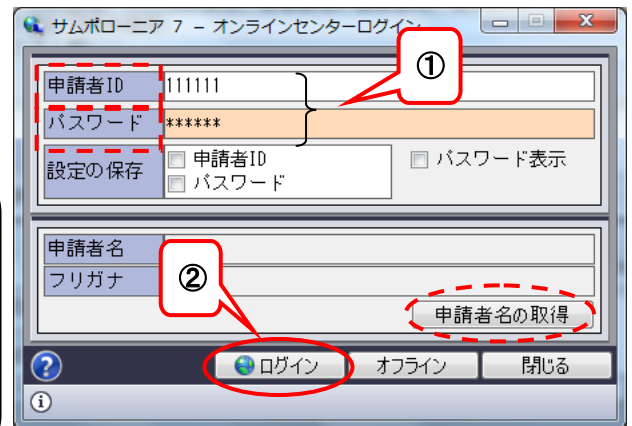 サムポローニア 7 - オンラインセンターログイン
①
申請者ID 111111
パスワード ******
設定の保存 申請者ID パスワード表示
パスワード
申請者名
フリガナ
②
申請者名の取得
ログイン オフライン 閉じる